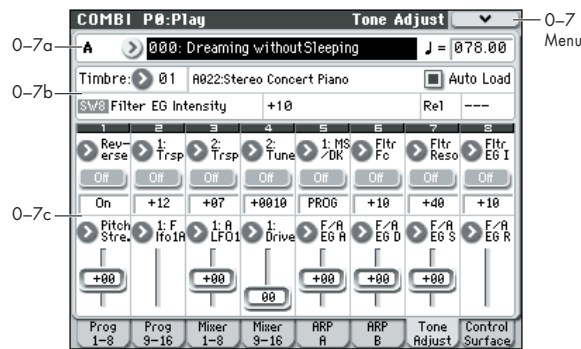 COMBI P0:Play Tone Adjust
0–7
Menu
0–7a
A 000: Dreaming withoutSleeping ♩= 078.00
0–7b
Timbre: 01 A022:Stereo Concert Piano Auto Load
SW8 Filter EG Intensity +10 Rel ---
1 2 3 4 5 6 7 8
Rev-erse 1: Trsp 2: Trsp 2: Tune 1: MS/DK Fltr Fc Fltr Reso Fltr EG I
Off Off Off Off Off Off Off Off
On +12 +07 +0010 PROG +10 +40 +10
0–7c
Pitch Stre. 1: F lfo1A 1: A LFO1 1: Drive F/A EG A F/A EG D F/A EG S F/A EG R
+00 +00 00 +00 +00 +00
Prog 1–8 Prog 9–16 Mixer 1–8 Mixer 9–16 ARP A ARP B Tone Adjust Control Surface